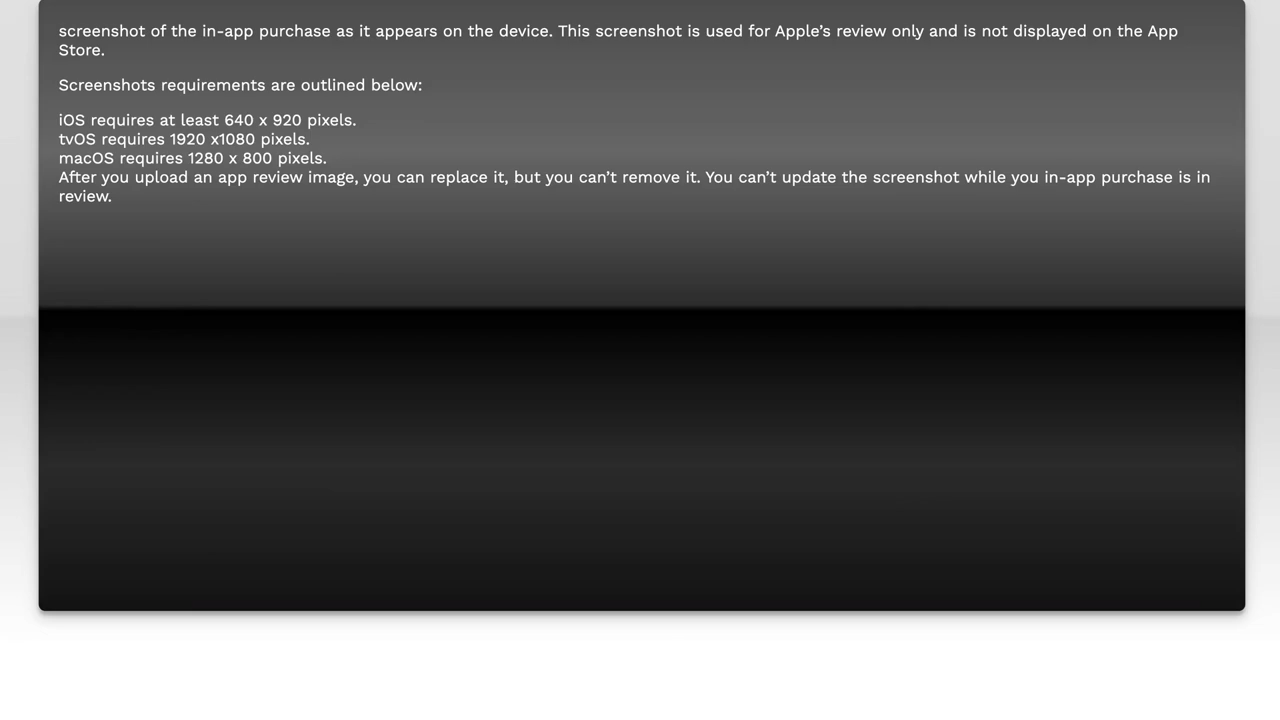 screenshot of the in-app purchase as it appears on the device. This screenshot is used for Apple’s review only and is not displayed on the App
Store.
Screenshots requirements are outlined below:
iOS requires at least 640 x 920 pixels.
tvOS requires 1920 x1080 pixels.
macOS requires 1280 x 800 pixels.
After you upload an app review image, you can replace it, but you can’t remove it. You can’t update the screenshot while you in-app purchase is in
review.